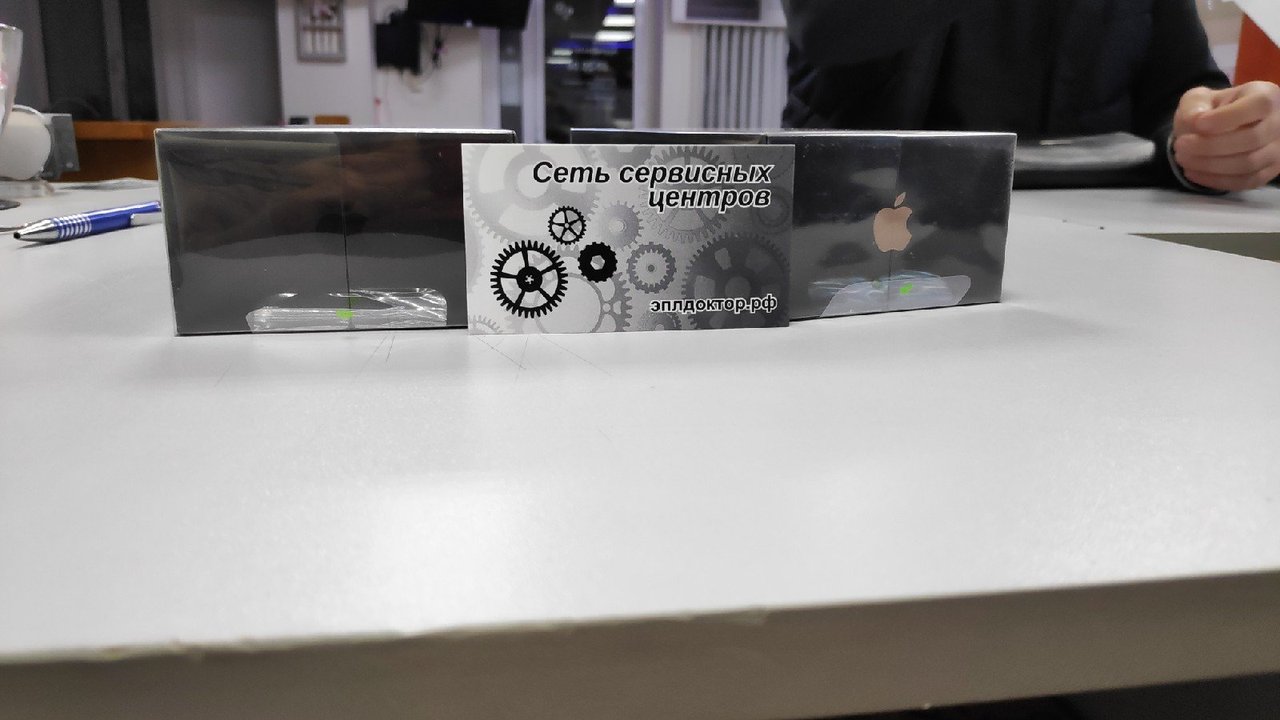 Сеть сервисных
центров
эплдоктор.рф